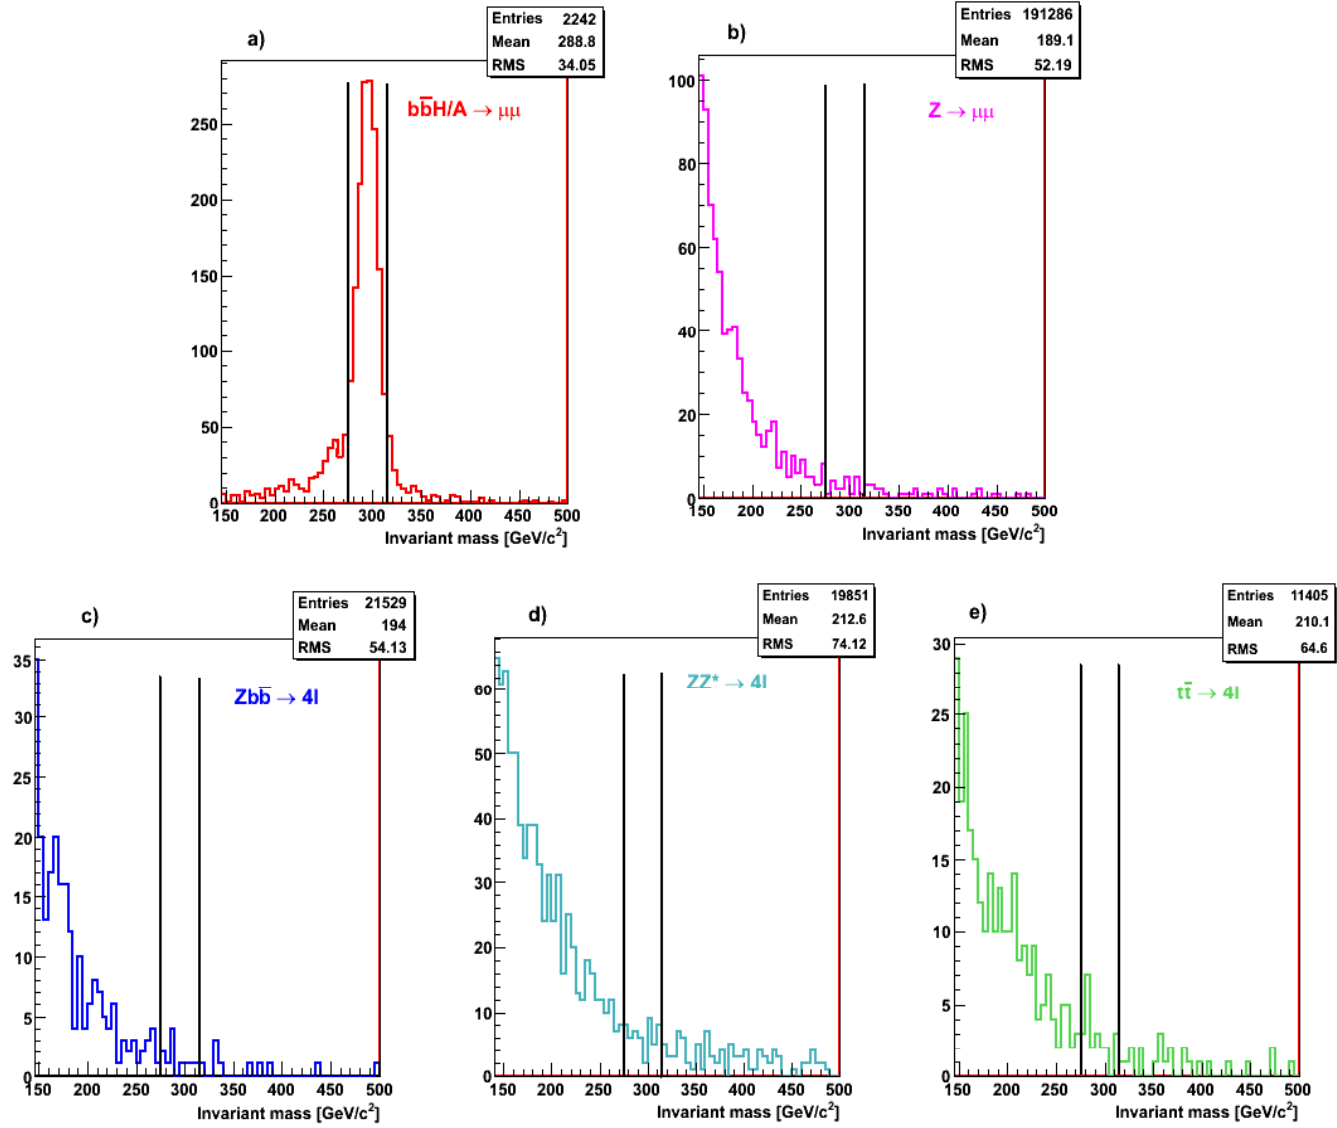 a)
Entries 2242
Mean 288.8
RMS 34.05
bb̅H/A → μμ
250
200
150
100
50
0
150 200 250 300 350 400 450 500
Invariant mass [GeV/c²]
b)
Entries 191286
Mean 189.1
RMS 52.19
Z → μμ
100
80
60
40
20
0
150 200 250 300 350 400 450 500
Invariant mass [GeV/c²]
c)
Entries 21529
Mean 194
RMS 54.13
Zbb̅ → 4l
35
30
25
20
15
10
5
0
150 200 250 300 350 400 450 500
Invariant mass [GeV/c²]
d)
Entries 19851
Mean 212.6
RMS 74.12
ZZ* → 4l
60
50
40
30
20
10
0
150 200 250 300 350 400 450 500
Invariant mass [GeV/c²]
e)
Entries 11405
Mean 210.1
RMS 64.6
tt̅ → 4l
30
25
20
15
10
5
0
150 200 250 300 350 400 450 500
Invariant mass [GeV/c²]